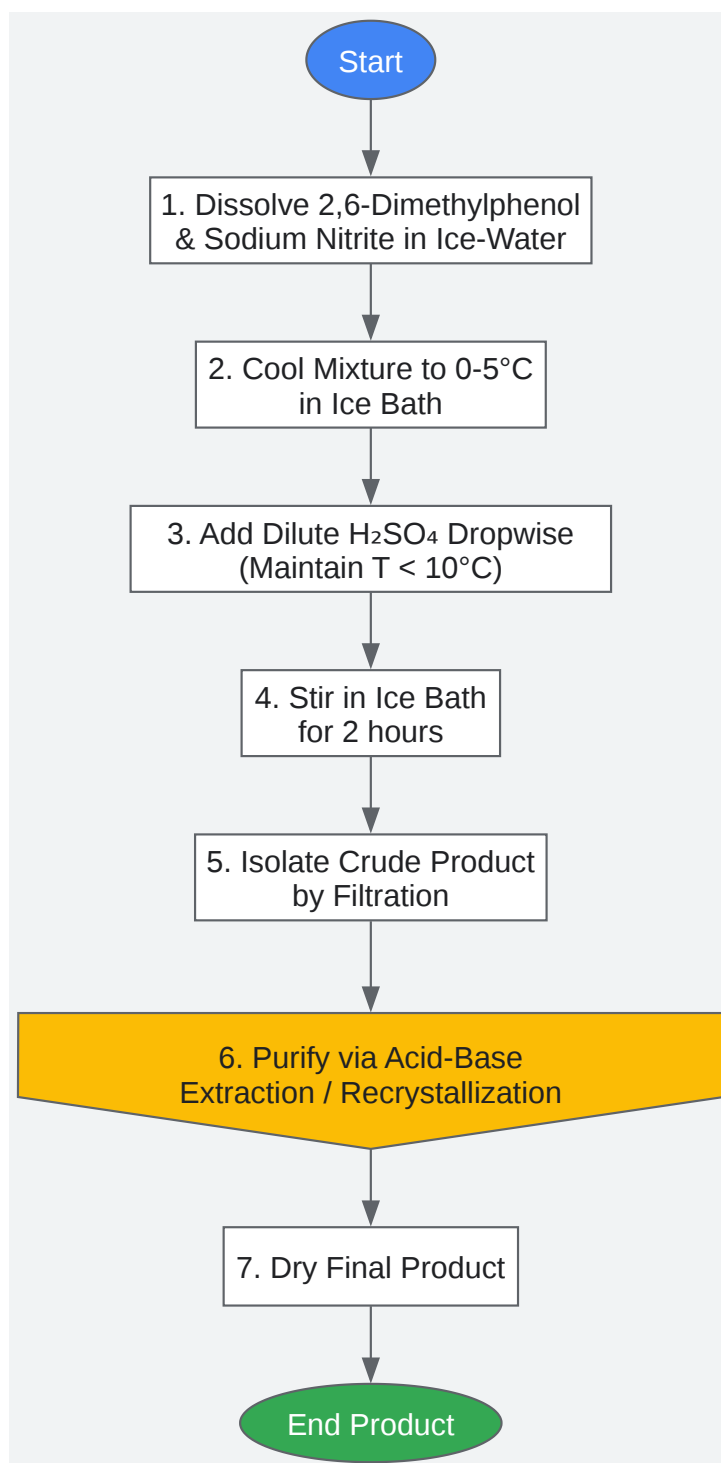 Start
1. Dissolve 2,6-Dimethylphenol
& Sodium Nitrite in Ice-Water
2. Cool Mixture to 0-5°C
in Ice Bath
3. Add Dilute H₂SO₄ Dropwise
(Maintain T < 10°C)
4. Stir in Ice Bath
for 2 hours
5. Isolate Crude Product
by Filtration
6. Purify via Acid-Base
Extraction / Recrystallization
7. Dry Final Product
End Product